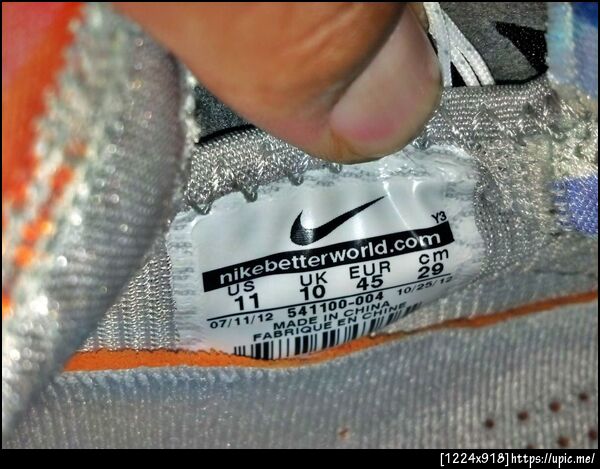 Y3
nikebetterworld.com
US UK EUR cm
11 10 45 29
07/11/12 541100-004 10/25/12
MADE IN CHINA
FABRIQUE EN CHINE
[1224x918]https://upic.me/